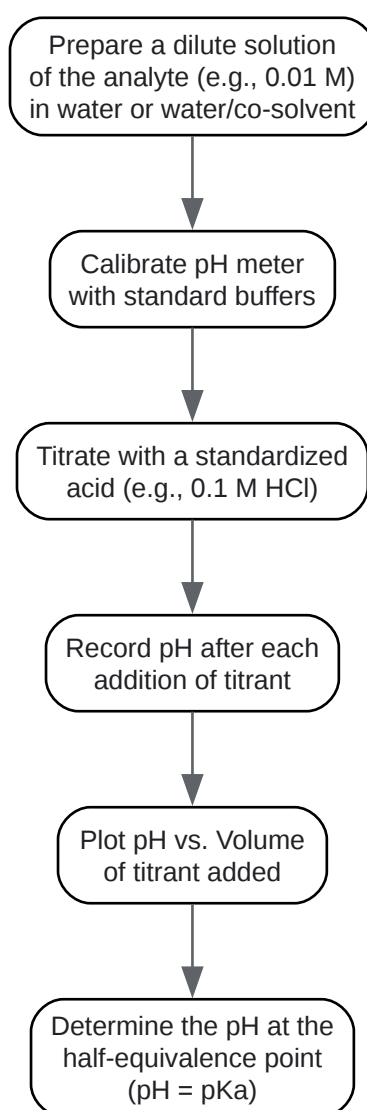 Prepare a dilute solution
of the analyte (e.g., 0.01 M)
in water or water/co-solvent
Calibrate pH meter
with standard buffers
Titrate with a standardized
acid (e.g., 0.1 M HCl)
Record pH after each
addition of titrant
Plot pH vs. Volume
of titrant added
Determine the pH at the
half-equivalence point
(pH = pKa)